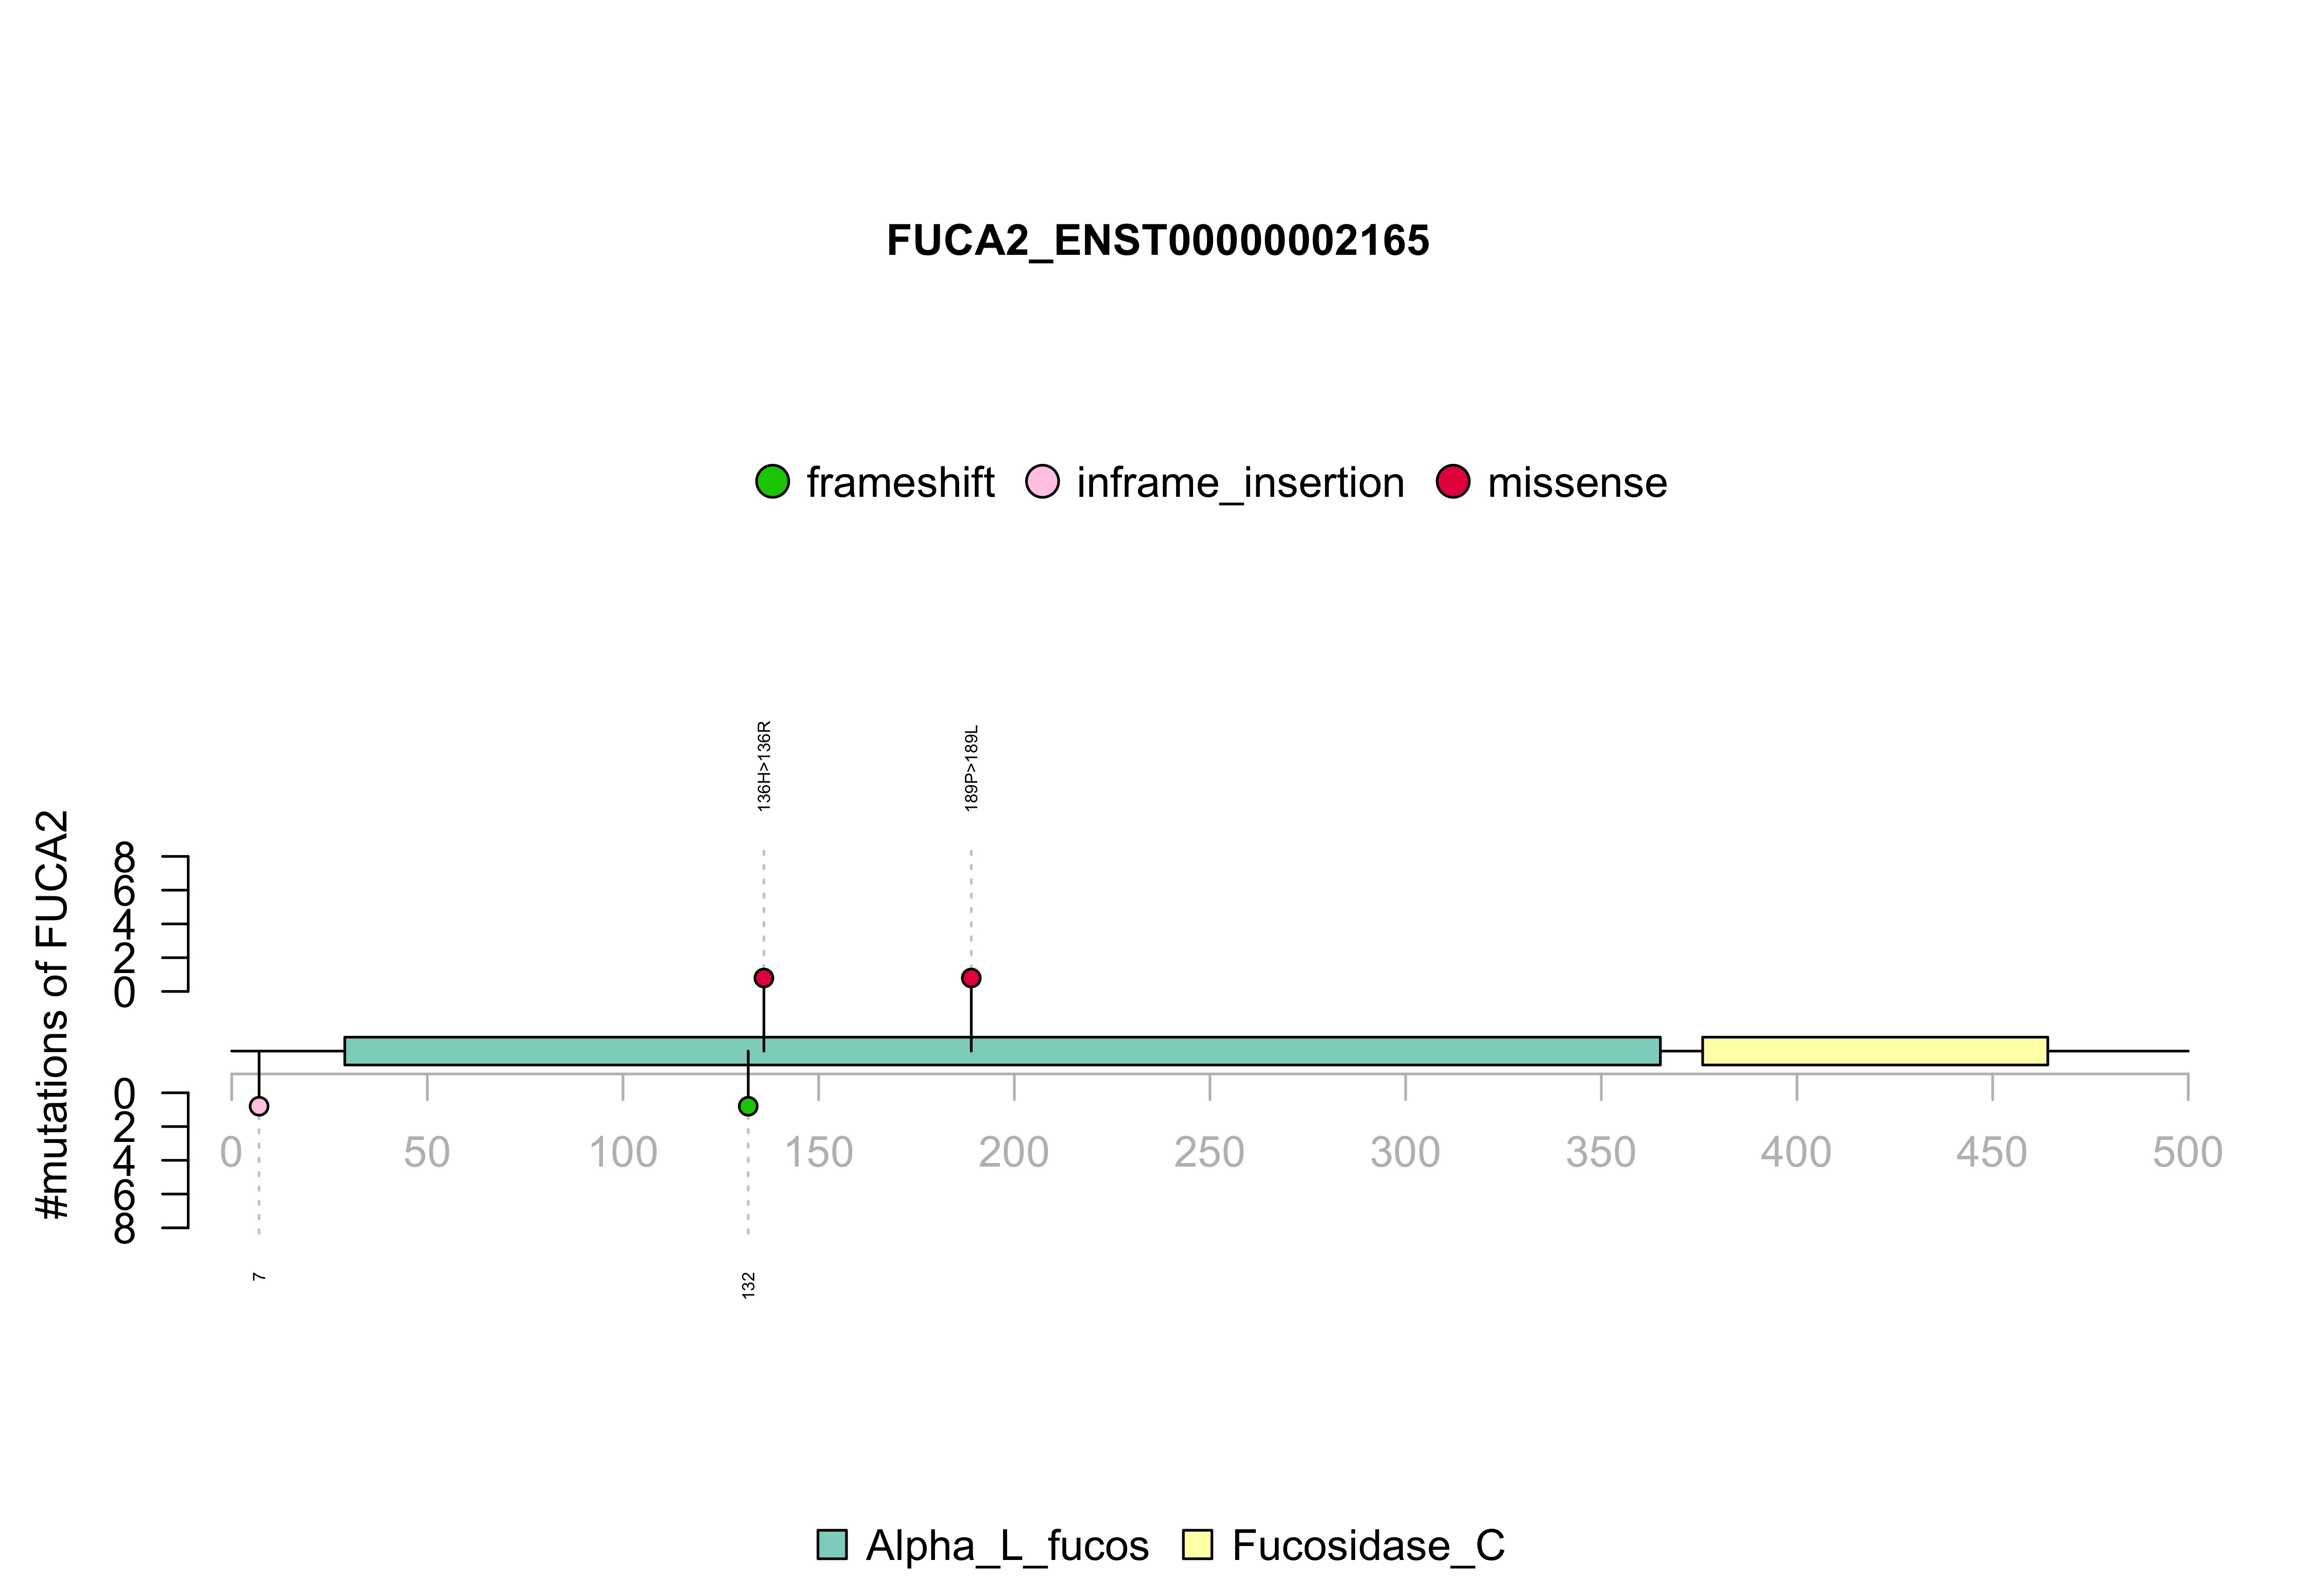 FUCA2_ENST00000002165
frameshift inframe_insertion missense
136H>136R 189P>189L
#mutations of FUCA2
8
6
4
2
0
0
2
4
6
8
0 50 100 150 200 250 300 350 400 450 500
7 132
Alpha_L_fucos Fucosidase_C